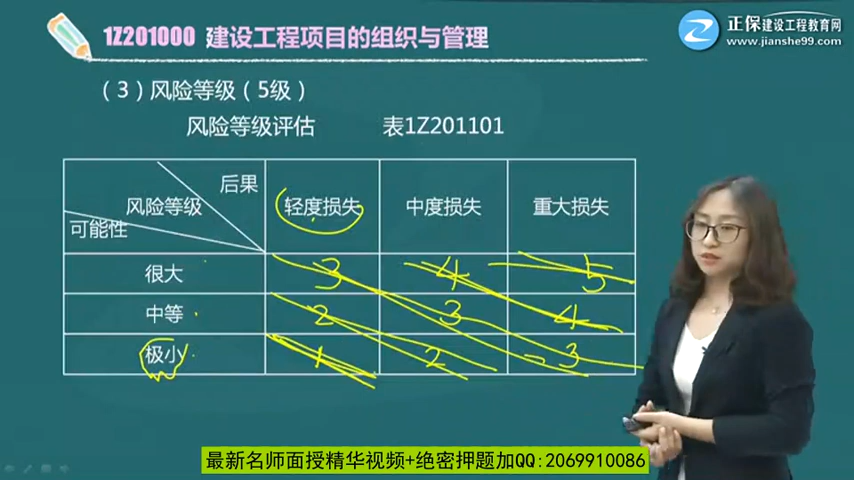 1Z201000 建设工程项目的组织与管理
正保建设工程教育网
www.jianshe99.com
（3）风险等级（5级）
风险等级评估 表1Z201101
后果
风险等级
可能性
轻度损失 中度损失 重大损失
很大 3 4 5
中等 2 3 4
极小 1 2 3
最新名师面授精华视频+绝密押题加QQ:2069910086